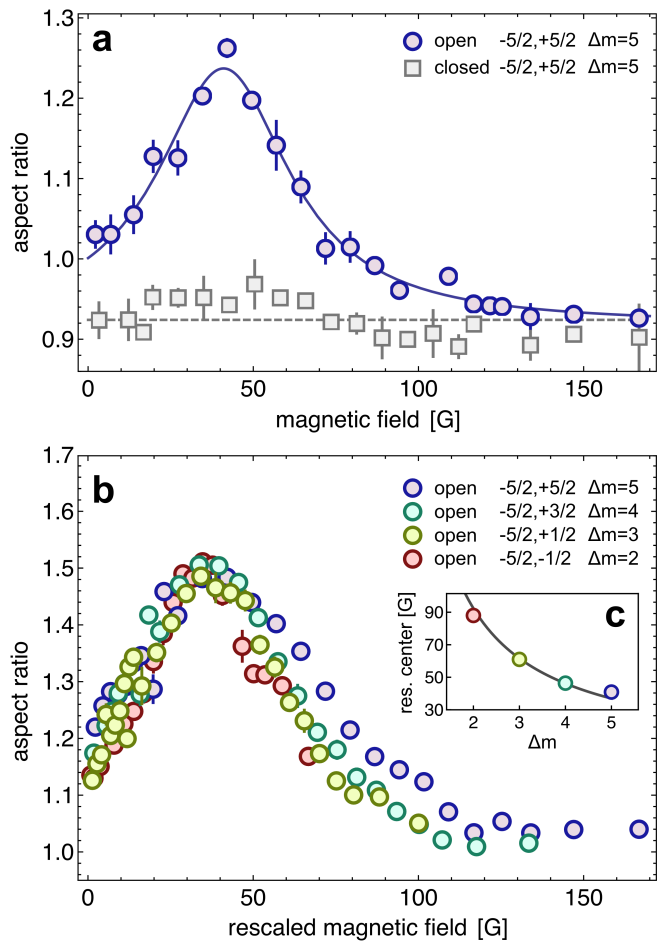 1.3
a
open -5/2,+5/2 Δm=5
closed -5/2,+5/2 Δm=5
1.2
1.1
1.0
0.9
aspect ratio
0 50 100 150
magnetic field [G]
1.7
b
open -5/2,+5/2 Δm=5
open -5/2,+3/2 Δm=4
open -5/2,+1/2 Δm=3
open -5/2,-1/2 Δm=2
1.6
1.5
1.4
1.3
1.2
1.1
1.0
aspect ratio
c
90
70
50
30
res. center [G]
2 3 4 5
Δm
0 50 100 150
rescaled magnetic field [G]